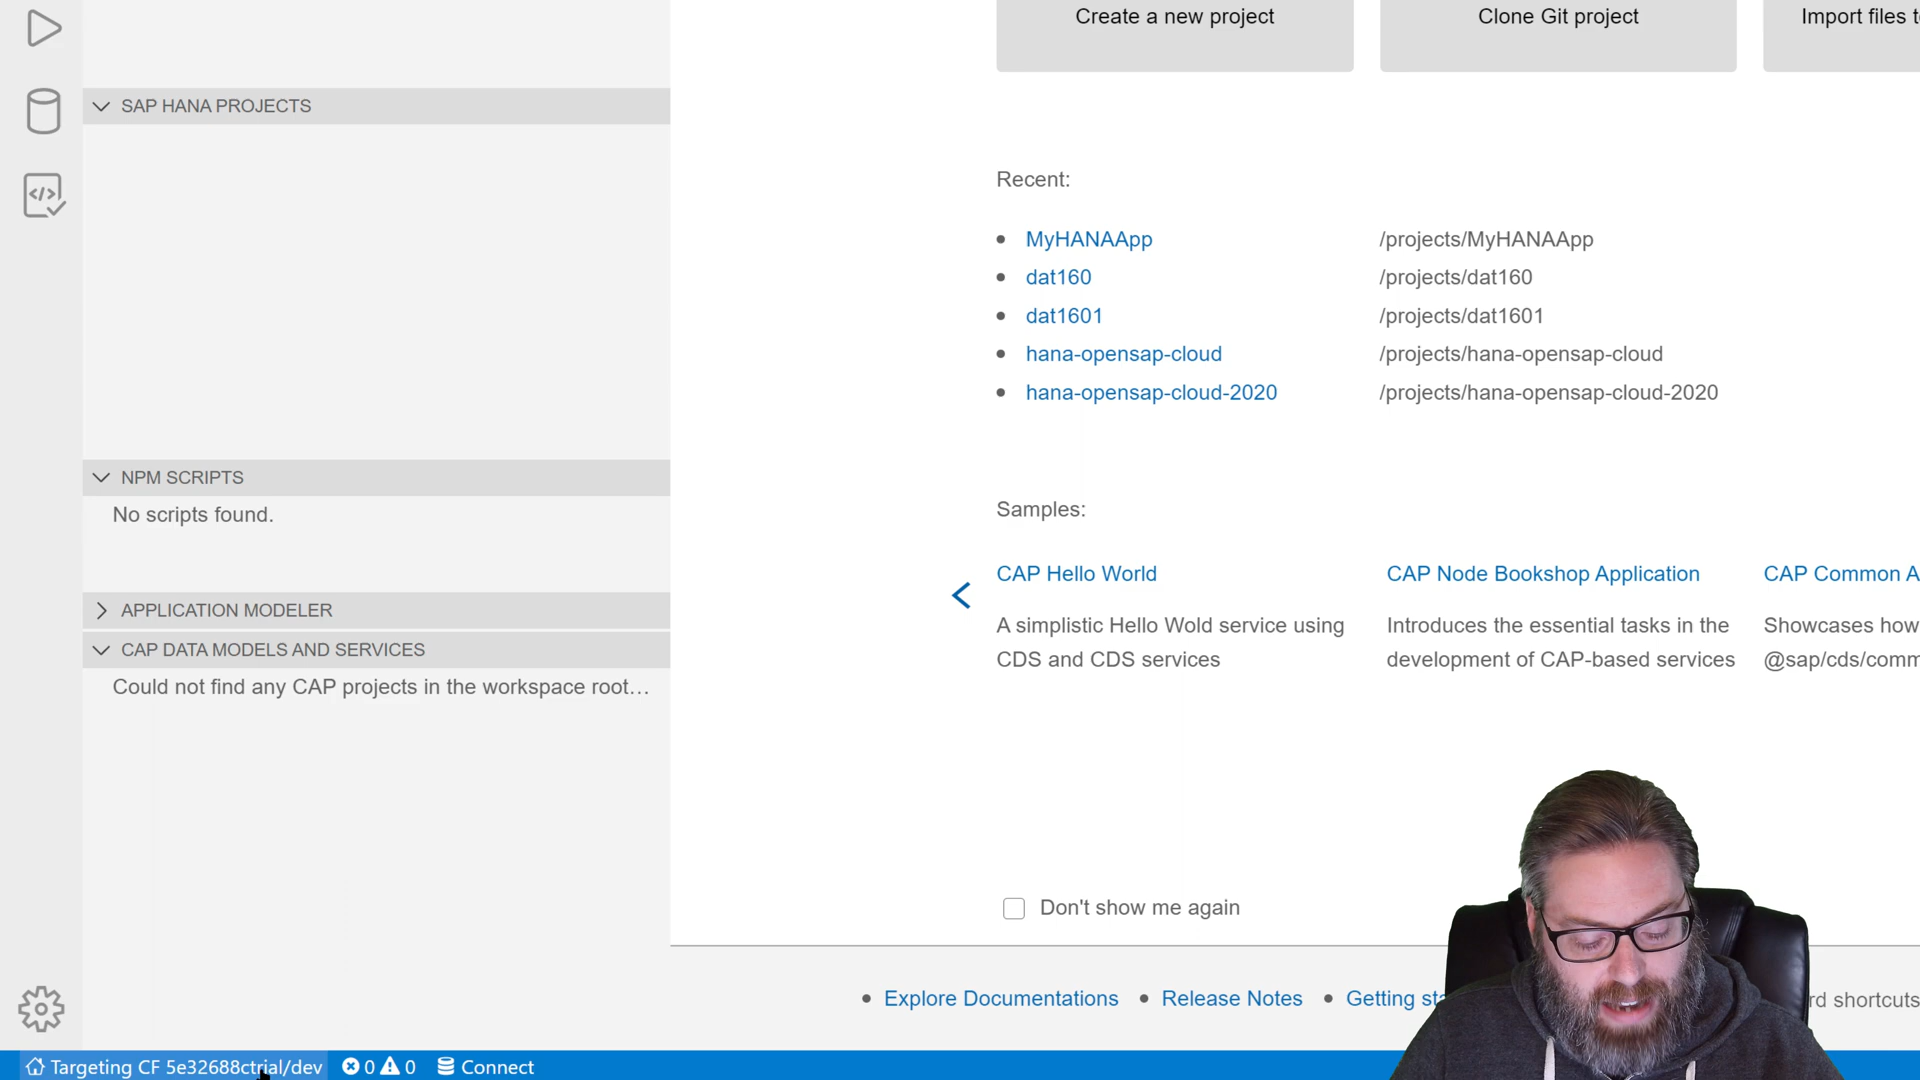 Create a new project
Clone Git project
Import files
SAP HANA PROJECTS
Recent:
MyHANAApp /projects/MyHANAApp
dat160 /projects/dat160
dat1601 /projects/dat1601
hana-opensap-cloud /projects/hana-opensap-cloud
hana-opensap-cloud-2020 /projects/hana-opensap-cloud-2020
NPM SCRIPTS
No scripts found.
Samples:
APPLICATION MODELER
CAP DATA MODELS AND SERVICES
Could not find any CAP projects in the workspace root...
CAP Hello World
A simplistic Hello Wold service using
CDS and CDS services
CAP Node Bookshop Application
Introduces the essential tasks in the
development of CAP-based services
CAP Common A
Showcases how
@sap/cds/comm
Don't show me again
Explore Documentations
Release Notes
Getting
shortcuts
Targeting CF 5e32688ctrial/dev 0 0 Connect